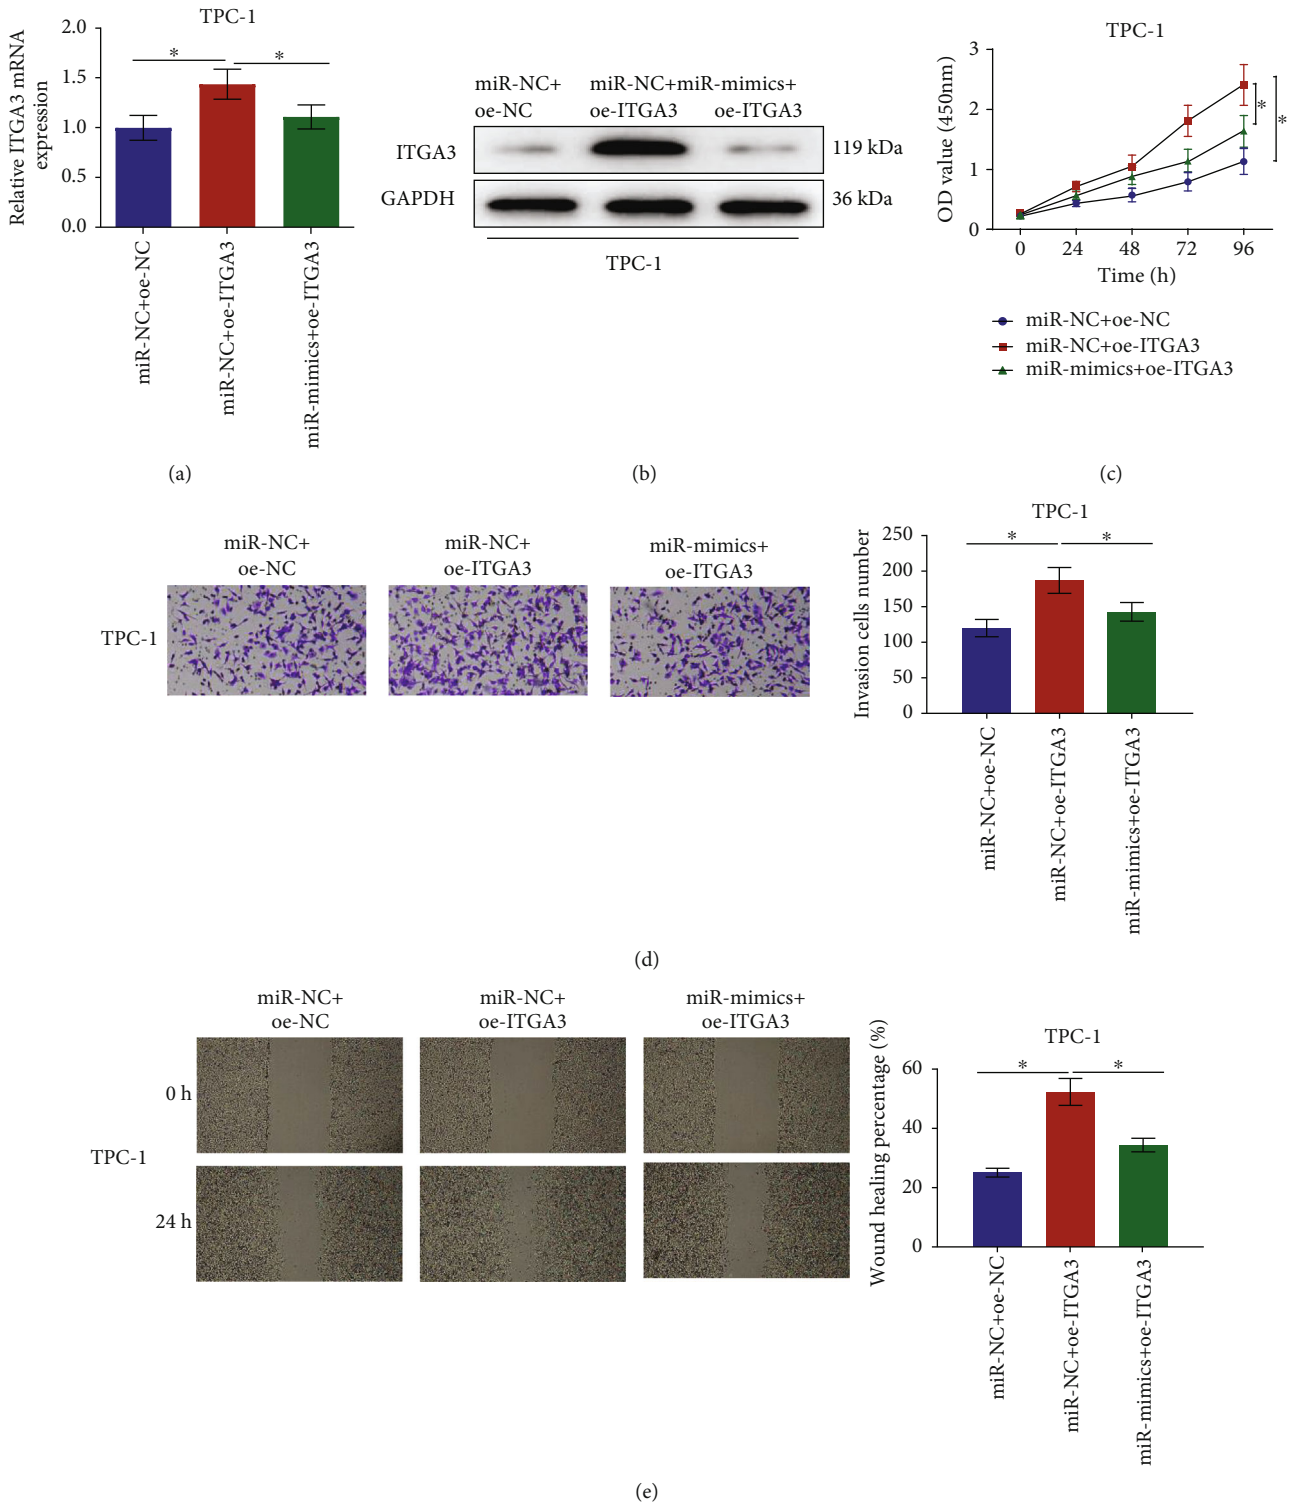 TPC-1
Relative ITGA3 mRNA
expression
2.0
1.5
1.0
0.5
0.0
*
*
miR-NC+oe-NC
miR-NC+oe-ITGA3
miR-mimics+oe-ITGA3
(a)
miR-NC+
oe-NC
miR-NC+
oe-ITGA3
miR-mimics+
oe-ITGA3
ITGA3
119 kDa
GAPDH
36 kDa
TPC-1
(b)
TPC-1
OD value (450nm)
3
2
1
0
0
24
48
72
96
Time (h)
*
*
miR-NC+oe-NC
miR-NC+oe-ITGA3
miR-mimics+oe-ITGA3
(c)
miR-NC+
oe-NC
miR-NC+
oe-ITGA3
miR-mimics+
oe-ITGA3
TPC-1
TPC-1
Invasion cells number
250
200
150
100
50
0
*
*
miR-NC+oe-NC
miR-NC+oe-ITGA3
miR-mimics+oe-ITGA3
(d)
miR-NC+
oe-NC
miR-NC+
oe-ITGA3
miR-mimics+
oe-ITGA3
0 h
TPC-1
24 h
TPC-1
Wound healing percentage (%)
60
40
20
0
*
*
miR-NC+oe-NC
miR-NC+oe-ITGA3
miR-mimics+oe-ITGA3
(e)